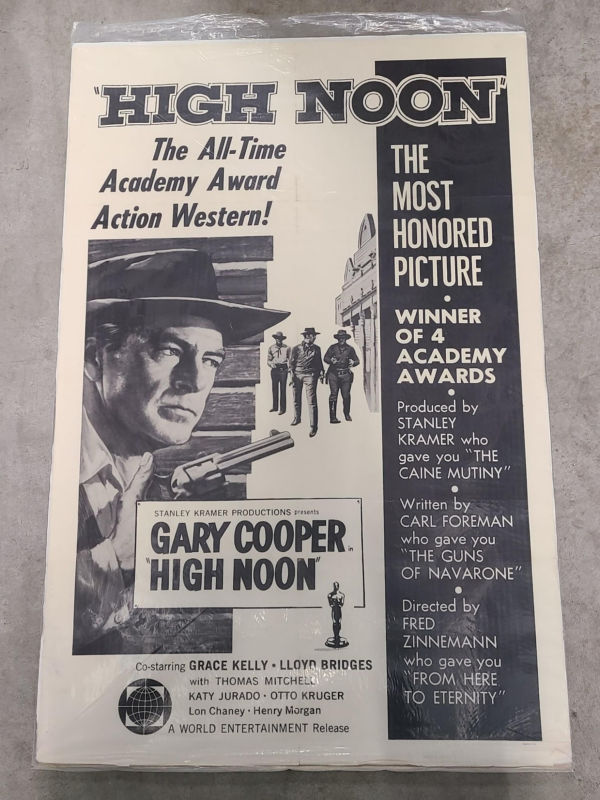 "HIGH NOON"
The All-Time
Academy Award
Action Western!
THE
MOST
HONORED
PICTURE
•
WINNER
OF 4
ACADEMY
AWARDS
•
Produced by
STANLEY
KRAMER who
gave you "THE
CAINE MUTINY"
•
Written by
CARL FOREMAN
who gave you
"THE GUNS
OF NAVARONE"
•
Directed by
FRED
ZINNEMANN
who gave you
"FROM HERE
TO ETERNITY"
STANLEY KRAMER PRODUCTIONS presents
GARY COOPER in
"HIGH NOON"
Co-starring GRACE KELLY • LLOYD BRIDGES
with THOMAS MITCHELL
KATY JURADO • OTTO KRUGER
Lon Chaney • Henry Morgan
A WORLD ENTERTAINMENT Release